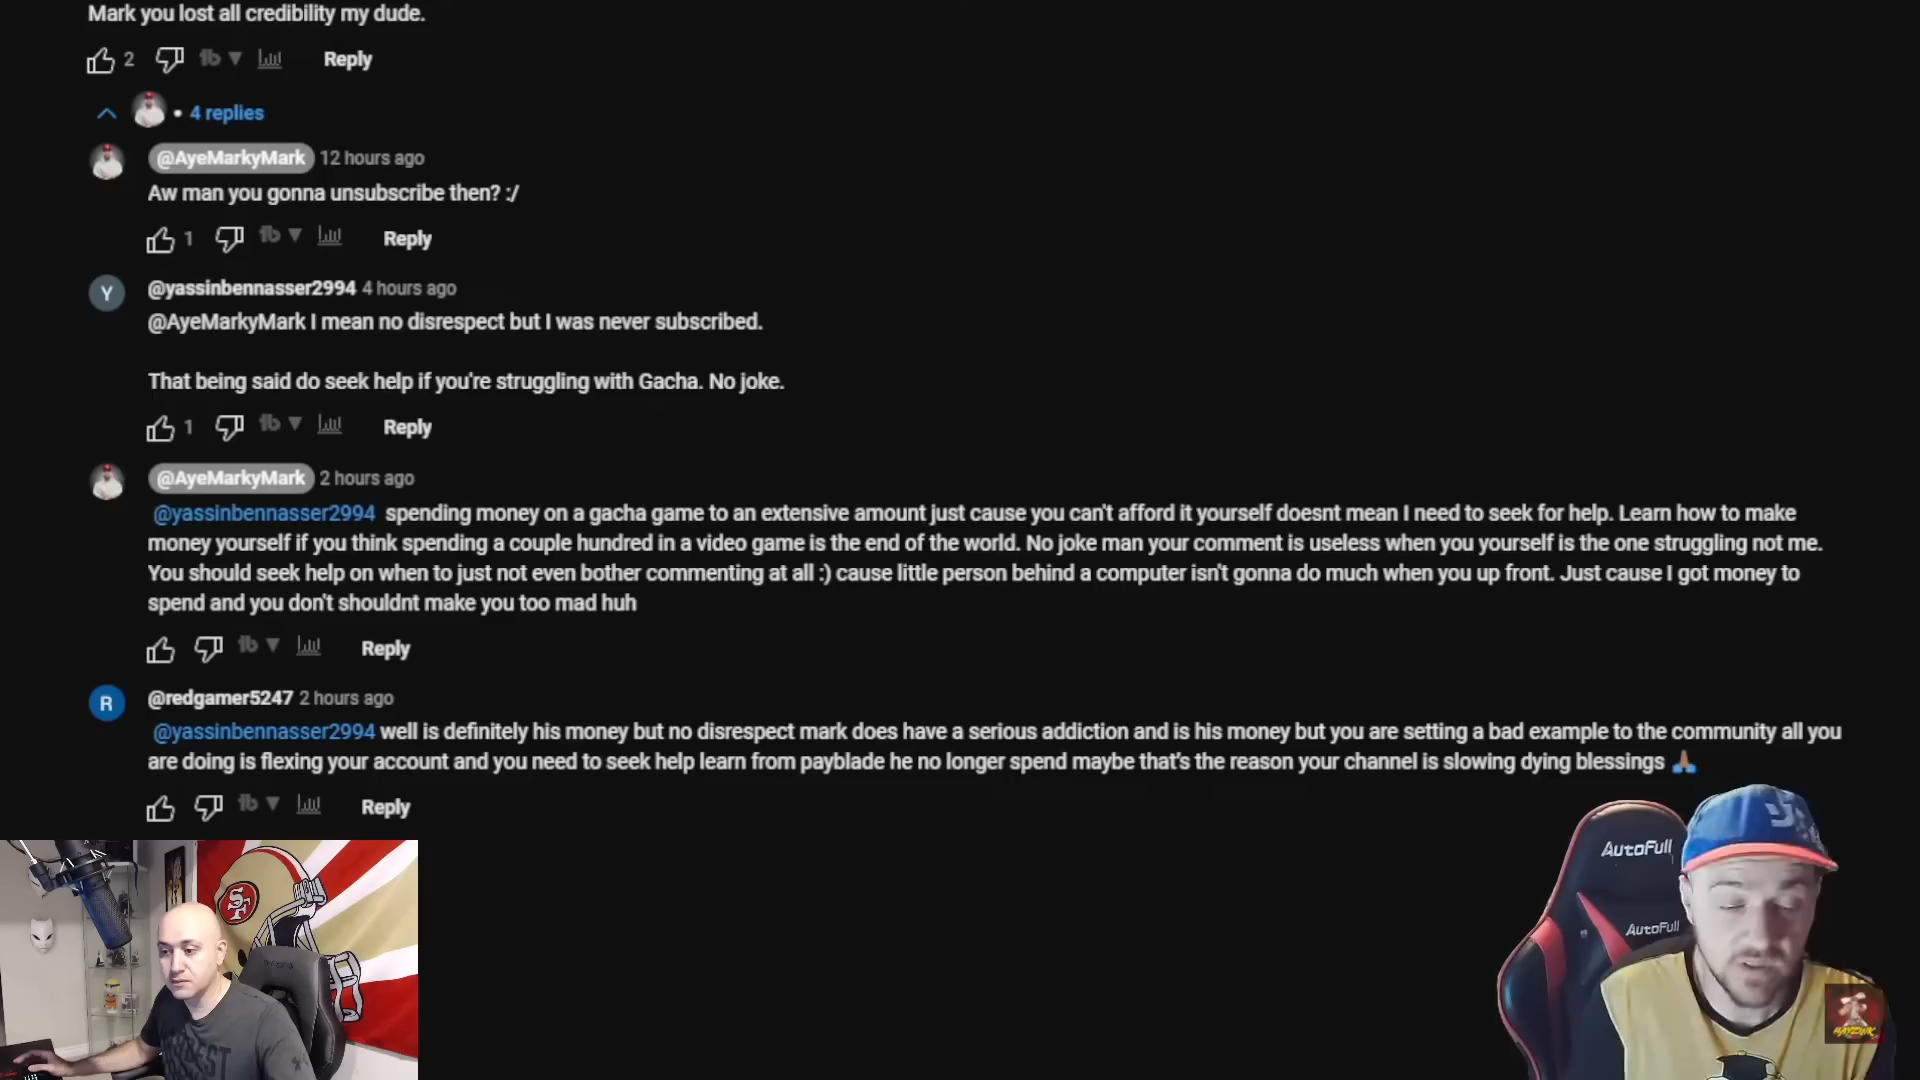 Mark you lost all credibility my dude.
2 Reply
4 replies
@AyeMarkyMark 12 hours ago
Aw man you gonna unsubscribe then? :/
1 Reply
Y
@yassinbennasser2994 4 hours ago
@AyeMarkyMark I mean no disrespect but I was never subscribed.
That being said do seek help if you're struggling with Gacha. No joke.
1 Reply
@AyeMarkyMark 2 hours ago
@yassinbennasser2994 spending money on a gacha game to an extensive amount just cause you can't afford it yourself doesnt mean I need to seek for help. Learn how to make
money yourself if you think spending a couple hundred in a video game is the end of the world. No joke man your comment is useless when you yourself is the one struggling not me.
You should seek help on when to just not even bother commenting at all :) cause little person behind a computer isn't gonna do much when you up front. Just cause I got money to
spend and you don't shouldnt make you too mad huh
Reply
R
@redgamer5247 2 hours ago
@yassinbennasser2994 well is definitely his money but no disrespect mark does have a serious addiction and is his money but you are setting a bad example to the community all you
are doing is flexing your account and you need to seek help learn from payblade he no longer spend maybe that's the reason your channel is slowing dying blessings 🙏🏽
Reply
SF
AutoFull
AutoFull